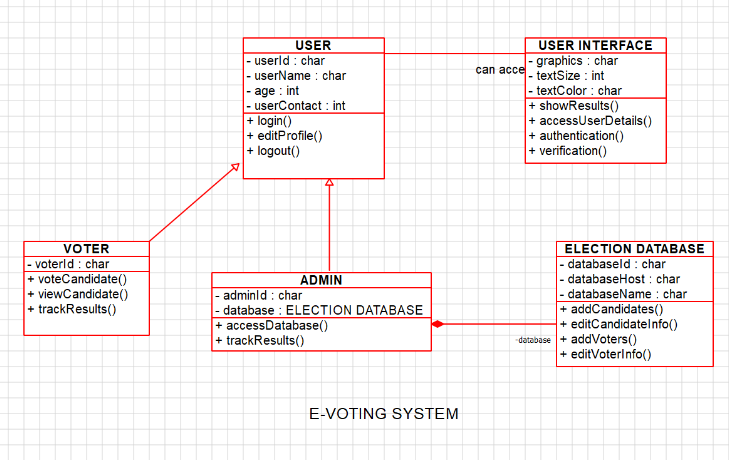 USER
- userId : char
- userName : char
- age : int
- userContact : int
+ login()
+ editProfile()
+ logout()
can acce
USER INTERFACE
- graphics : char
- textSize : int
- textColor : char
+ showResults()
+ accessUserDetails()
+ authentication()
+ verification()
VOTER
- voterId : char
+ voteCandidate()
+ viewCandidate()
+ trackResults()
ADMIN
- adminId : char
- database : ELECTION DATABASE
+ accessDatabase()
+ trackResults()
-database
ELECTION DATABASE
- databaseId : char
- databaseHost : char
- databaseName : char
+ addCandidates()
+ editCandidateInfo()
+ addVoters()
+ editVoterInfo()
E-VOTING SYSTEM